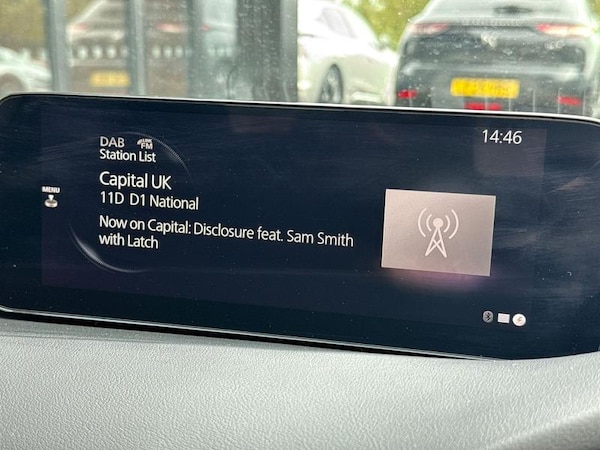 14:46
DAB LINK FM
Station List
Capital UK
MENU
11D D1 National
Now on Capital: Disclosure feat. Sam Smith
with Latch